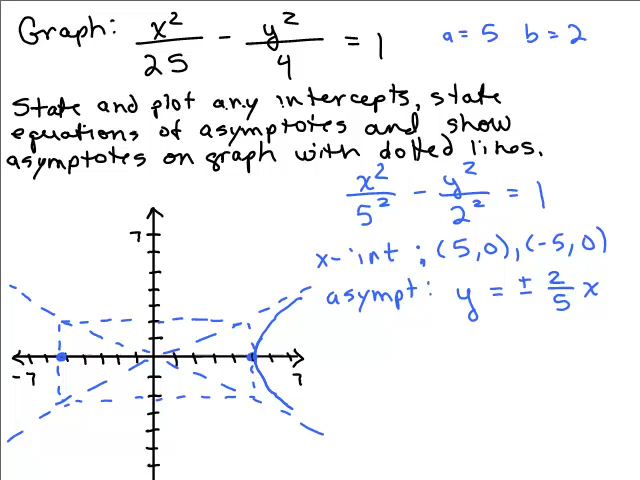 Graph: x²/25 - y²/4 = 1
a = 5 b = 2
State and plot any intercepts, state
equations of asymptotes and show
asymptotes on graph with dotted lines.
x²/5² - y²/2² = 1
x-int ; (5,0), (-5,0)
asympt: y = ± 2/5 x
7
-7
7